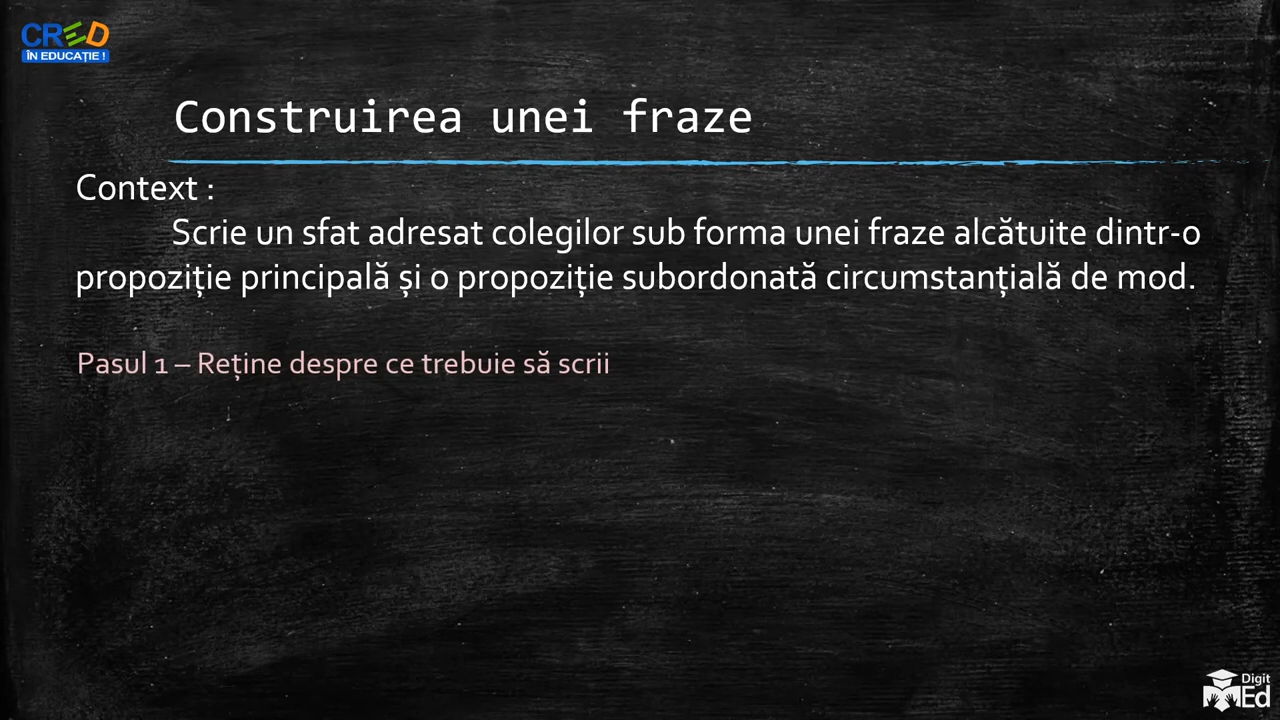 CRED
ÎN EDUCAȚIE !
Construirea unei fraze
Context :
Scrie un sfat adresat colegilor sub forma unei fraze alcătuite dintr-o
propoziție principală și o propoziție subordonată circumstanțială de mod.
Pasul 1 – Reține despre ce trebuie să scrii
Digit
Ed